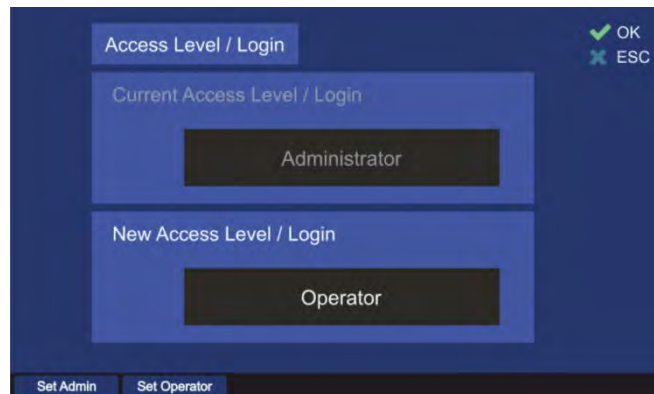 Access Level / Login
OK
ESC
Current Access Level / Login
Administrator
New Access Level / Login
Operator
Set Admin Set Operator